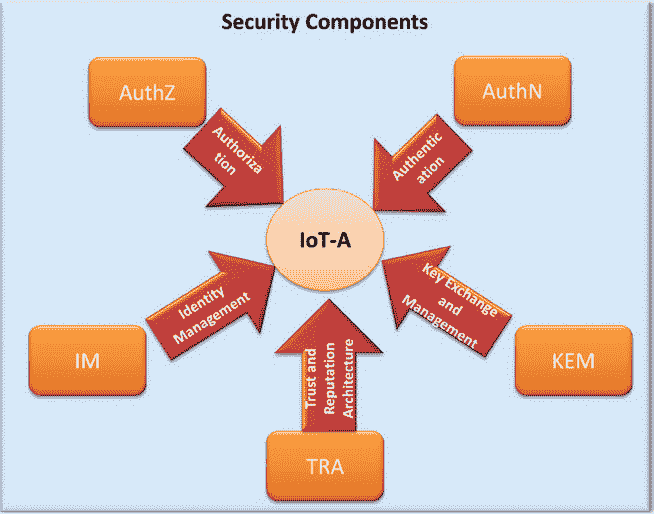 Security Components
AuthZ
AuthN
Authoriza
tion
Authentic
ation
IoT-A
Identity
Management
Key Exchange
and
Management
Trust and
Reputation
Architecture
IM
KEM
TRA